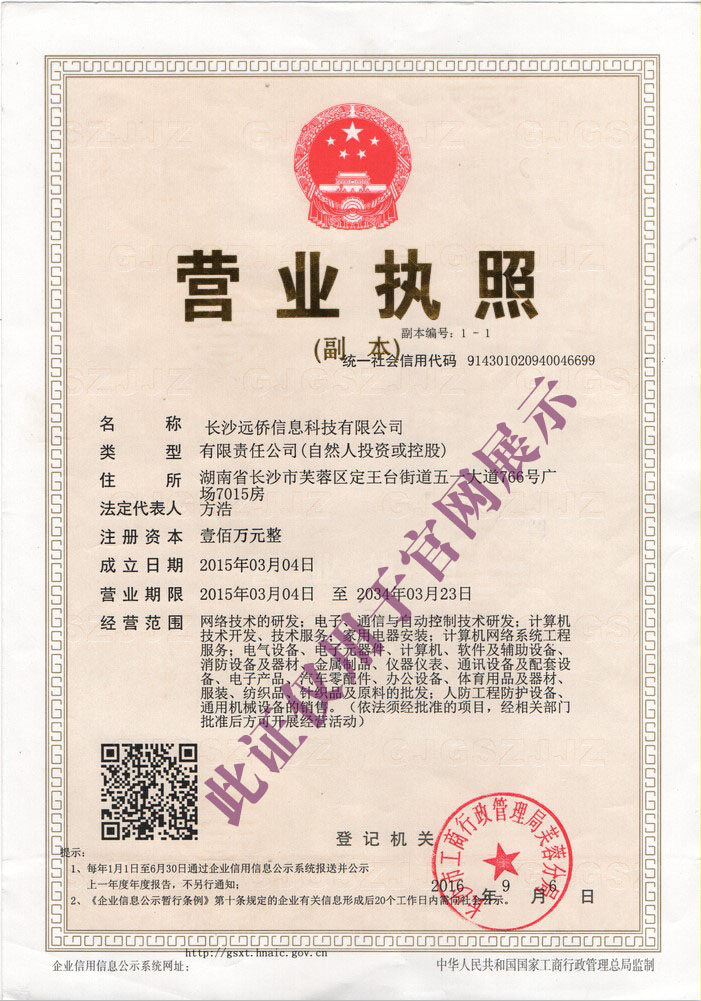 营业执照
(副 本)
副本编号：1 - 1
统一社会信用代码 914301020940046699
名 称 长沙远侨信息科技有限公司
类 型 有限责任公司(自然人投资或控股)
住 所 湖南省长沙市芙蓉区定王台街道五一大道766号广
场7015房
法定代表人 方浩
注册资本 壹佰万元整
成立日期 2015年03月04日
营业期限 2015年03月04日 至 2034年03月23日
经营范围 网络技术的研发；电子、通信与自动控制技术研发；计算机
技术开发、技术服务；家用电器安装；计算机网络系统工程
服务；电气设备、电子元器件、计算机、软件及辅助设备、
消防设备及器材、金属制品、仪器仪表、通讯设备及配套设
备、电子产品、汽车零配件、办公设备、体育用品及器材、
服装、纺织品、针织品及原料的批发；人防工程防护设备、
通用机械设备的销售。（依法须经批准的项目，经相关部门
批准后方可开展经营活动）
此证仅用于官网展示
登记机关
长沙市工商行政管理局芙蓉分局
2016 年 9 月 6 日
提示：
1、每年1月1日至6月30日通过企业信用信息公示系统报送并公示
上一年度年度报告，不另行通知；
2、《企业信息公示暂行条例》第十条规定的企业有关信息形成后20个工作日内需向社会公示。
http://gsxt.hnaic.gov.cn
企业信用信息公示系统网址：
中华人民共和国国家工商行政管理总局监制